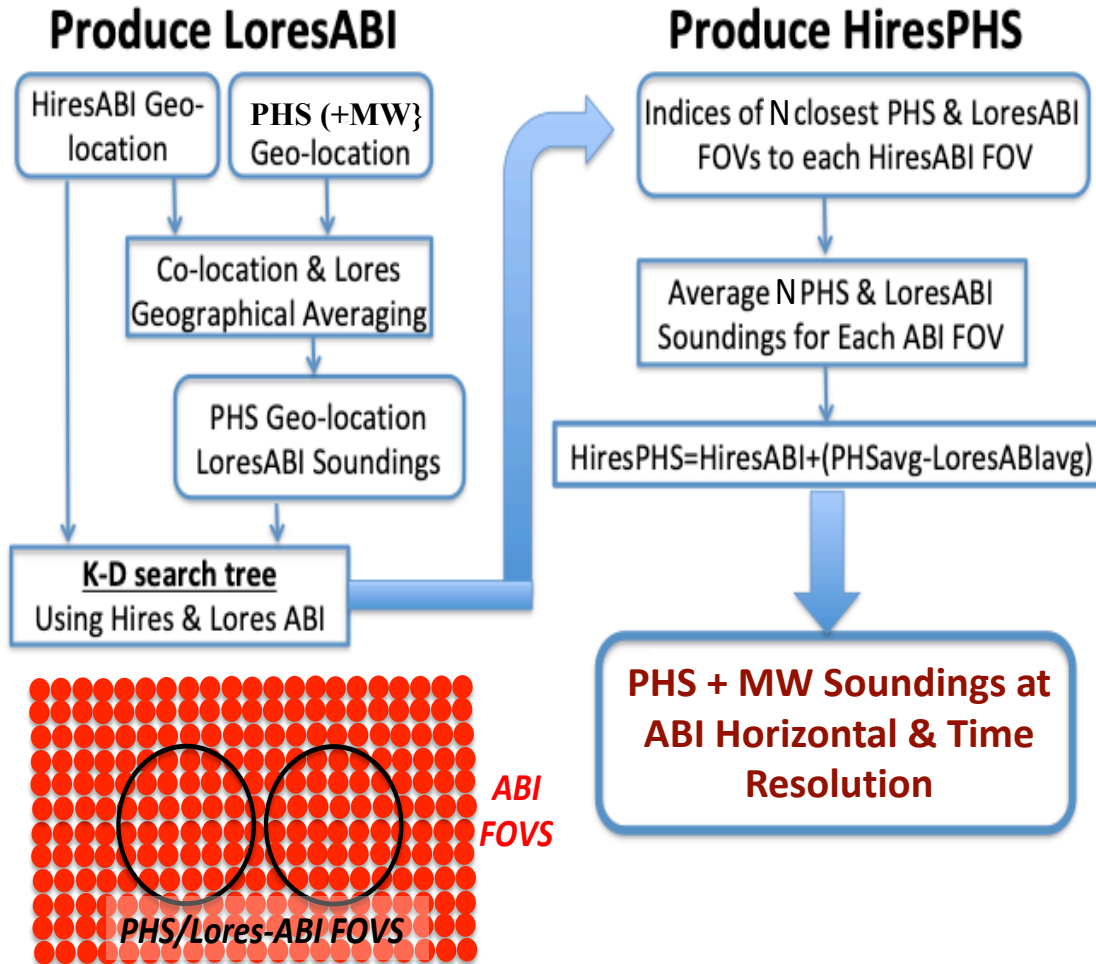 Produce LoresABI
HiresABI Geo-
location
PHS (+MW}
Geo-location
Co-location & Lores
Geographical Averaging
PHS Geo-location
LoresABI Soundings
K-D search tree
Using Hires & Lores ABI
ABI
FOVS
PHS/Lores-ABI FOVS
Produce HiresPHS
Indices of N closest PHS & LoresABI
FOVs to each HiresABI FOV
Average N PHS & LoresABI
Soundings for Each ABI FOV
HiresPHS=HiresABI+(PHSavg-LoresABIavg)
PHS + MW Soundings at
ABI Horizontal & Time
Resolution